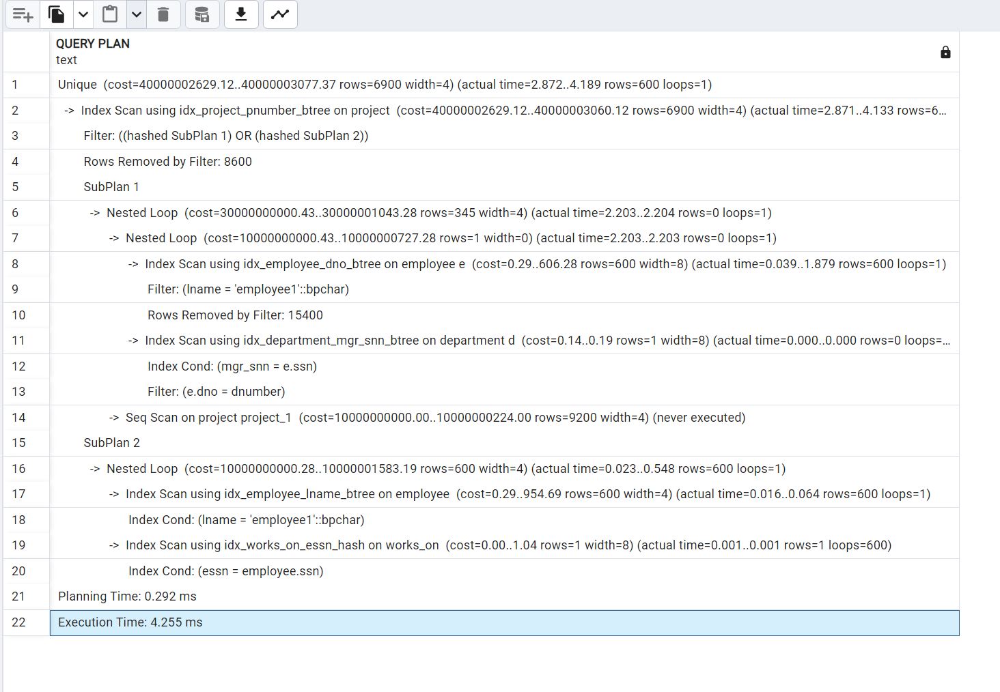 QUERY PLAN
text
1 Unique (cost=40000002629.12..40000003077.37 rows=6900 width=4) (actual time=2.872..4.189 rows=600 loops=1)
2 -> Index Scan using idx_project_pnumber_btree on project (cost=40000002629.12..40000003060.12 rows=6900 width=4) (actual time=2.871..4.133 rows=6...
3 Filter: ((hashed SubPlan 1) OR (hashed SubPlan 2))
4 Rows Removed by Filter: 8600
5 SubPlan 1
6 -> Nested Loop (cost=30000000000.43..30000001043.28 rows=345 width=4) (actual time=2.203..2.204 rows=0 loops=1)
7 -> Nested Loop (cost=10000000000.43..10000000727.28 rows=1 width=0) (actual time=2.203..2.203 rows=0 loops=1)
8 -> Index Scan using idx_employee_dno_btree on employee e (cost=0.29..606.28 rows=600 width=8) (actual time=0.039..1.879 rows=600 loops=1)
9 Filter: (lname = 'employee1'::bpchar)
10 Rows Removed by Filter: 15400
11 -> Index Scan using idx_department_mgr_snn_btree on department d (cost=0.14..0.19 rows=1 width=8) (actual time=0.000..0.000 rows=0 loops=...
12 Index Cond: (mgr_snn = e.ssn)
13 Filter: (e.dno = dnumber)
14 -> Seq Scan on project project_1 (cost=10000000000.00..10000000224.00 rows=9200 width=4) (never executed)
15 SubPlan 2
16 -> Nested Loop (cost=10000000000.28..10000001583.19 rows=600 width=4) (actual time=0.023..0.548 rows=600 loops=1)
17 -> Index Scan using idx_employee_lname_btree on employee (cost=0.29..954.69 rows=600 width=4) (actual time=0.016..0.064 rows=600 loops=1)
18 Index Cond: (lname = 'employee1'::bpchar)
19 -> Index Scan using idx_works_on_essn_hash on works_on (cost=0.00..1.04 rows=1 width=8) (actual time=0.001..0.001 rows=1 loops=600)
20 Index Cond: (essn = employee.ssn)
21 Planning Time: 0.292 ms
22 Execution Time: 4.255 ms